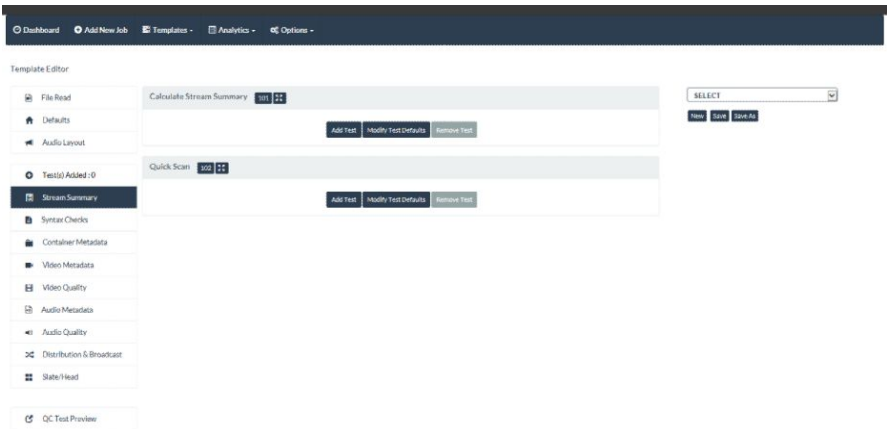 Dashboard Add New Job Templates - Analytics - Options -
Template Editor
File Read
Defaults
Audio Layout
Test(s) Added : 0
Stream Summary
Syntax Checks
Container Metadata
Video Metadata
Video Quality
Audio Metadata
Audio Quality
Distribution & Broadcast
Slate/Head
QC Test Preview
Calculate Stream Summary 101
Add Test Modify Test Defaults Remove Test
Quick Scan 102
Add Test Modify Test Defaults Remove Test
SELECT
New Save Save As